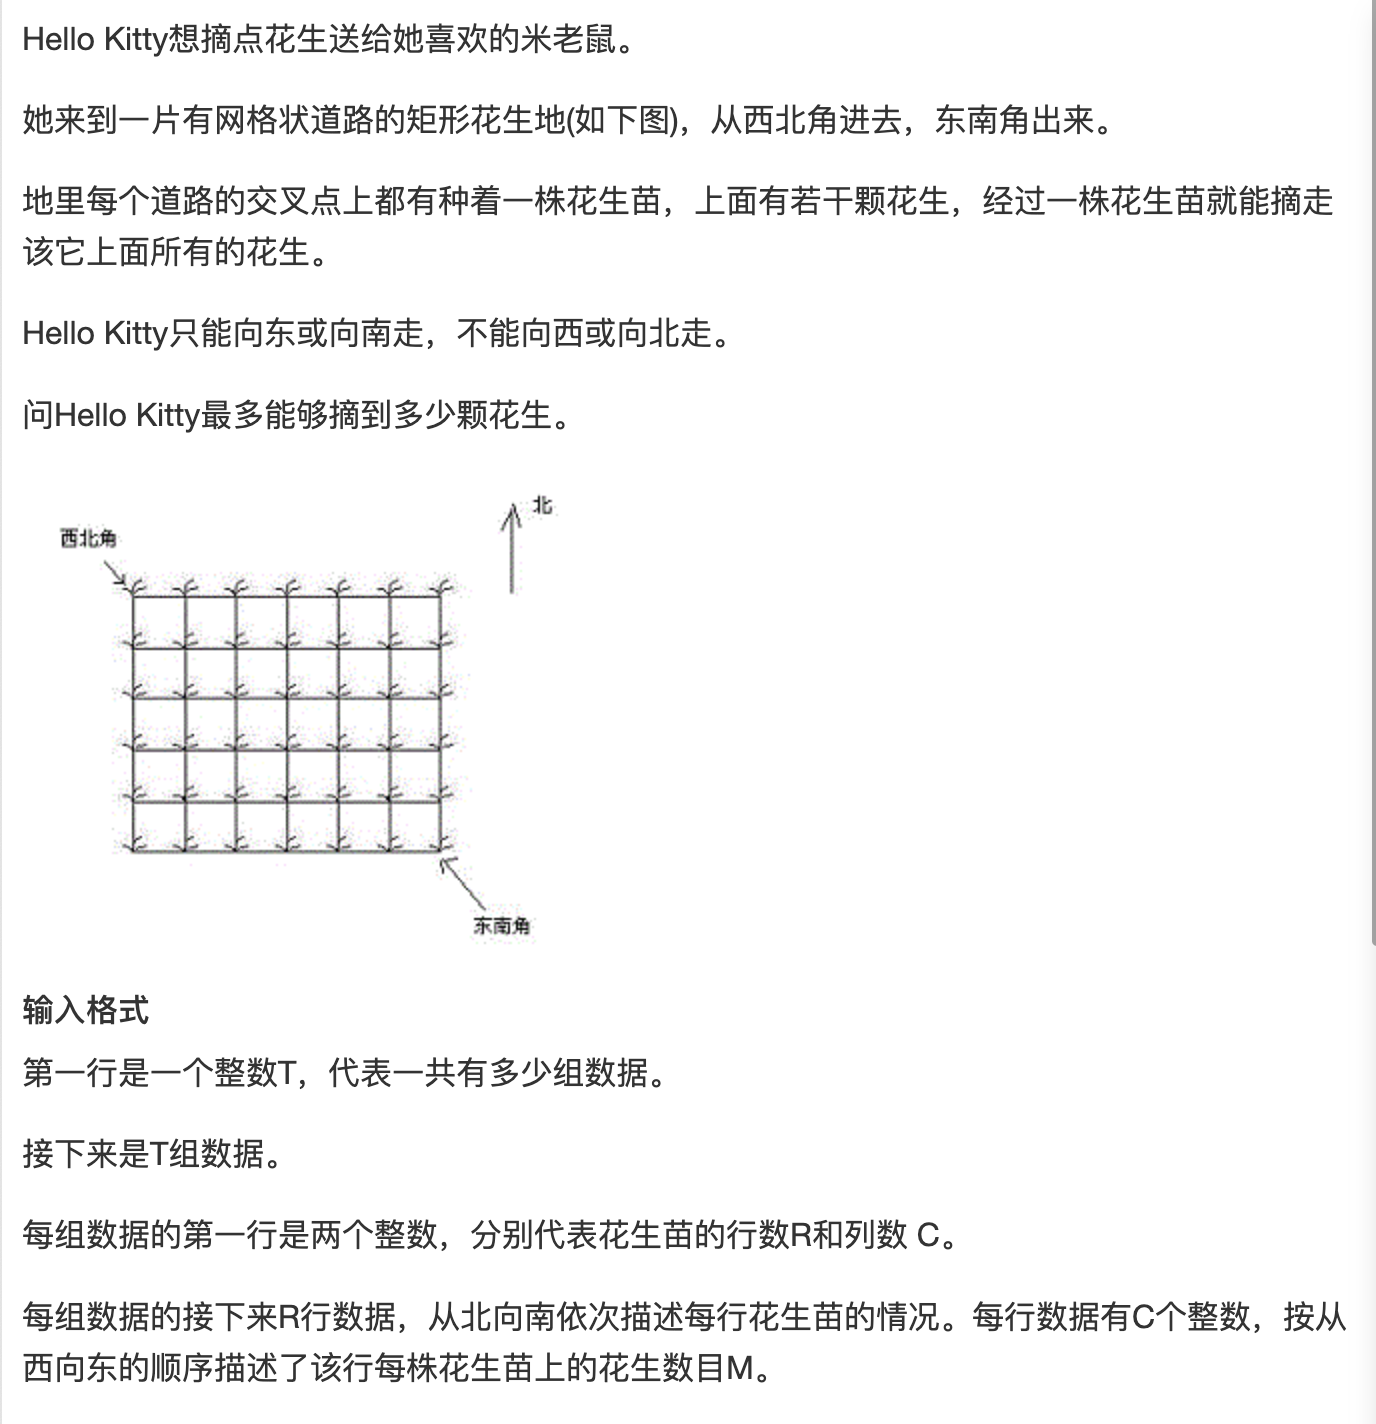 Hello Kitty想摘点花生送给她喜欢的米老鼠。
她来到一片有网格状道路的矩形花生地(如下图)，从西北角进去，东南角出来。
地里每个道路的交叉点上都有种着一株花生苗，上面有若干颗花生，经过一株花生苗就能摘走
该它上面所有的花生。
Hello Kitty只能向东或向南走，不能向西或向北走。
问Hello Kitty最多能够摘到多少颗花生。
北
西北角
东南角
输入格式
第一行是一个整数T，代表一共有多少组数据。
接下来是T组数据。
每组数据的第一行是两个整数，分别代表花生苗的行数R和列数 C。
每组数据的接下来R行数据，从北向南依次描述每行花生苗的情况。每行数据有C个整数，按从
西向东的顺序描述了该行每株花生苗上的花生数目M。